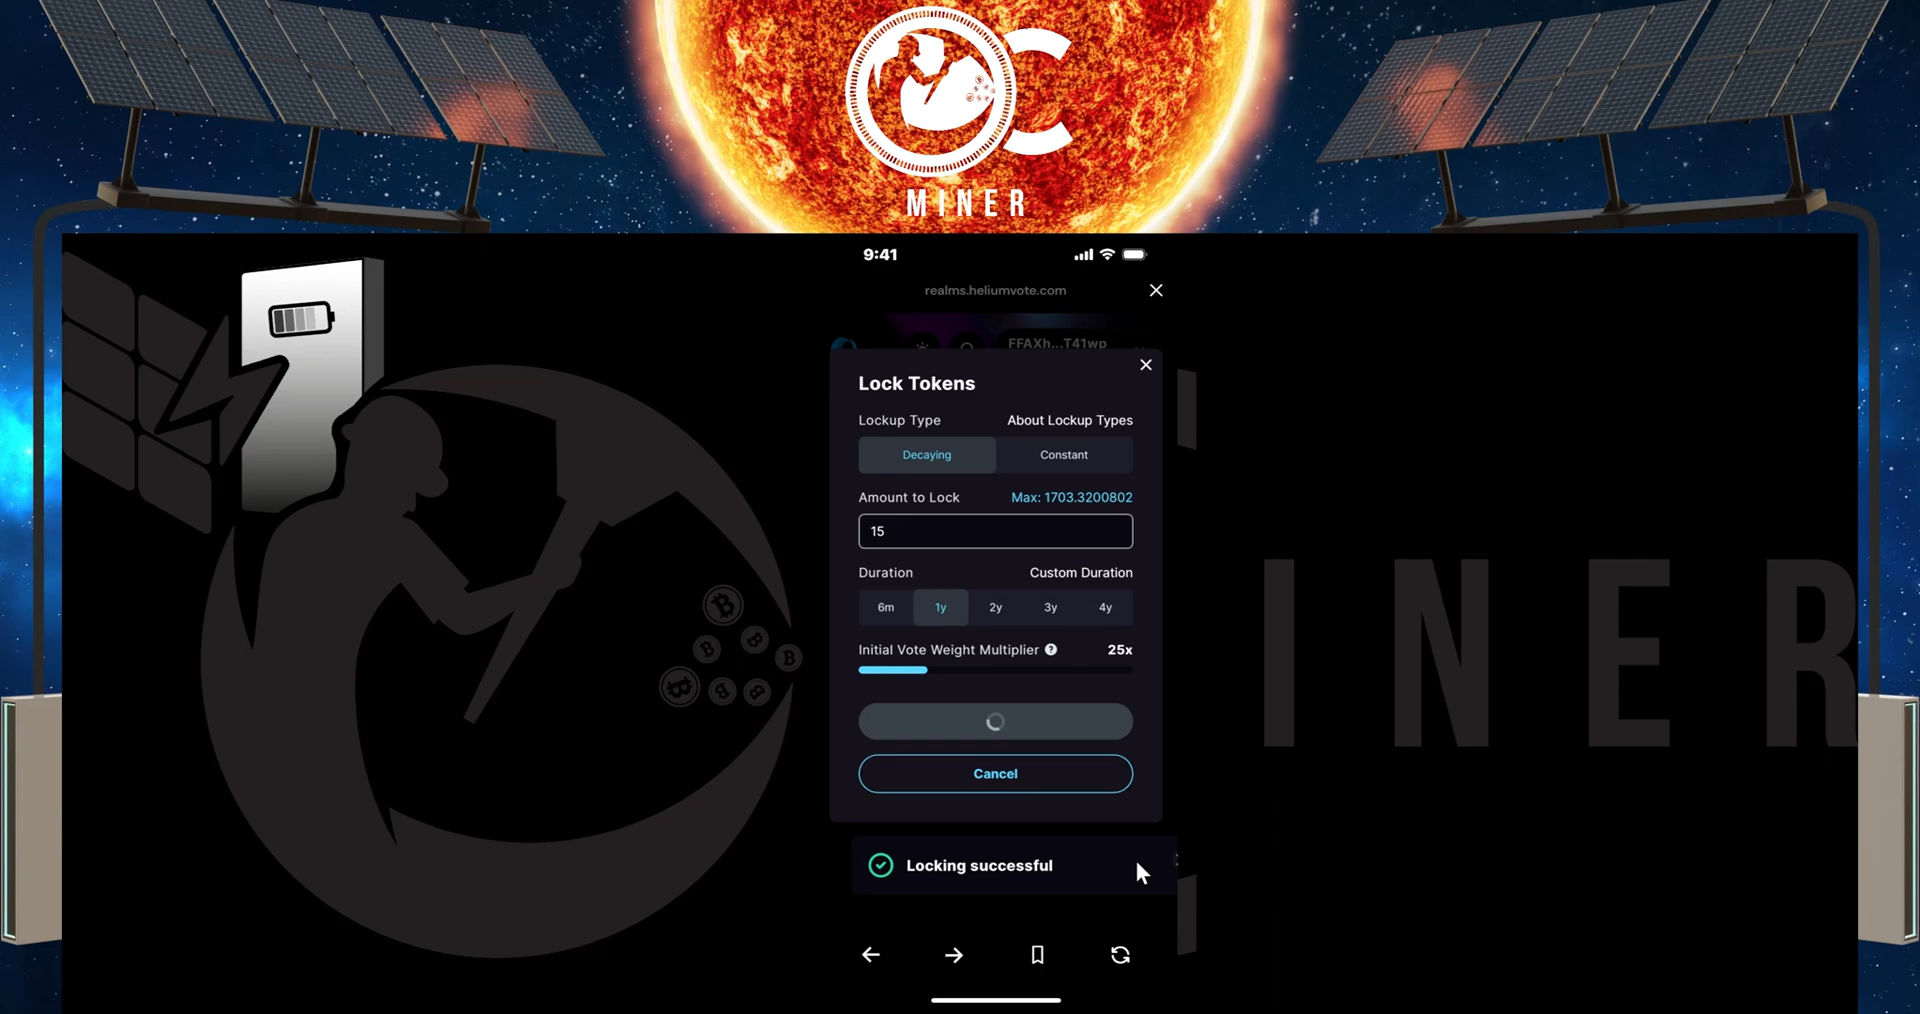 C
MINER
9:41
realms.heliumvote.com
FFAXh...T41wp
Lock Tokens
Lockup Type About Lockup Types
Decaying Constant
Amount to Lock Max: 1703.3200802
15
Duration Custom Duration
6m 1y 2y 3y 4y
Initial Vote Weight Multiplier ? 25x
Cancel
Locking successful
INER